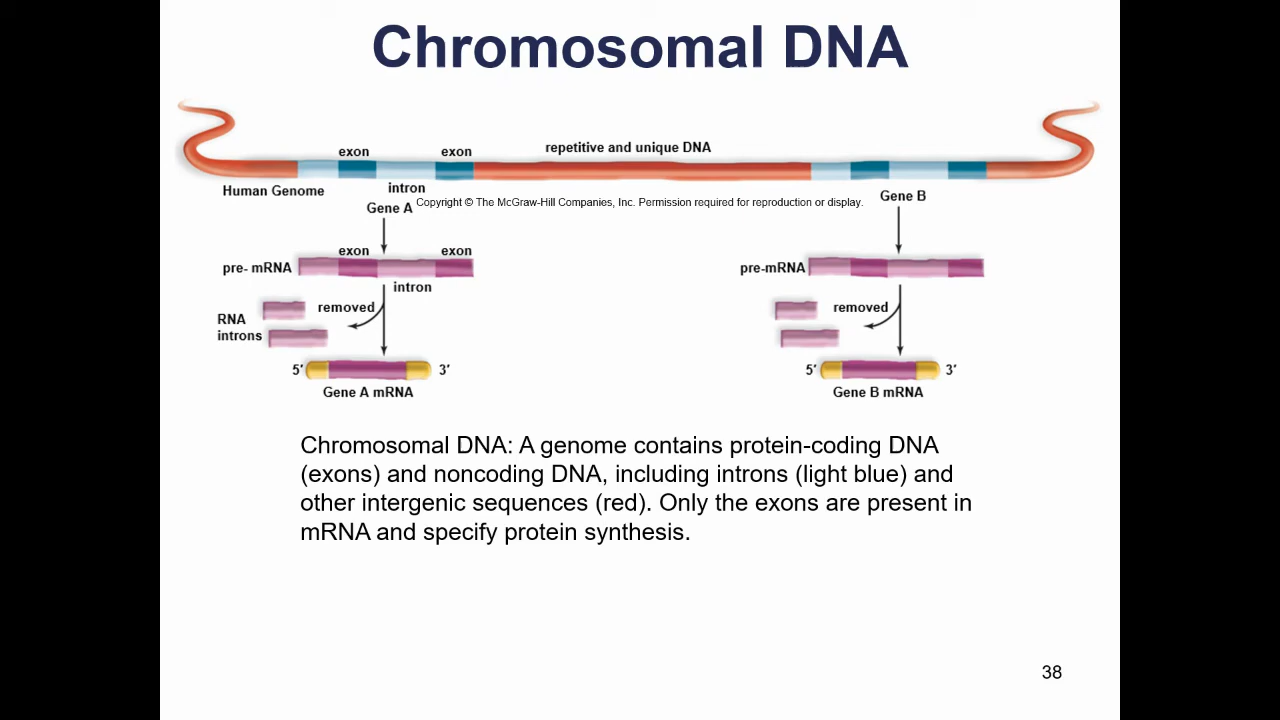 Chromosomal DNA
exon
exon
repetitive and unique DNA
Human Genome
intron
Gene A
Copyright © The McGraw-Hill Companies, Inc. Permission required for reproduction or display.
Gene B
exon
exon
pre- mRNA
pre-mRNA
intron
removed
removed
RNA
introns
5′
3′
5′
3′
Gene A mRNA
Gene B mRNA
Chromosomal DNA: A genome contains protein-coding DNA
(exons) and noncoding DNA, including introns (light blue) and
other intergenic sequences (red). Only the exons are present in
mRNA and specify protein synthesis.
38